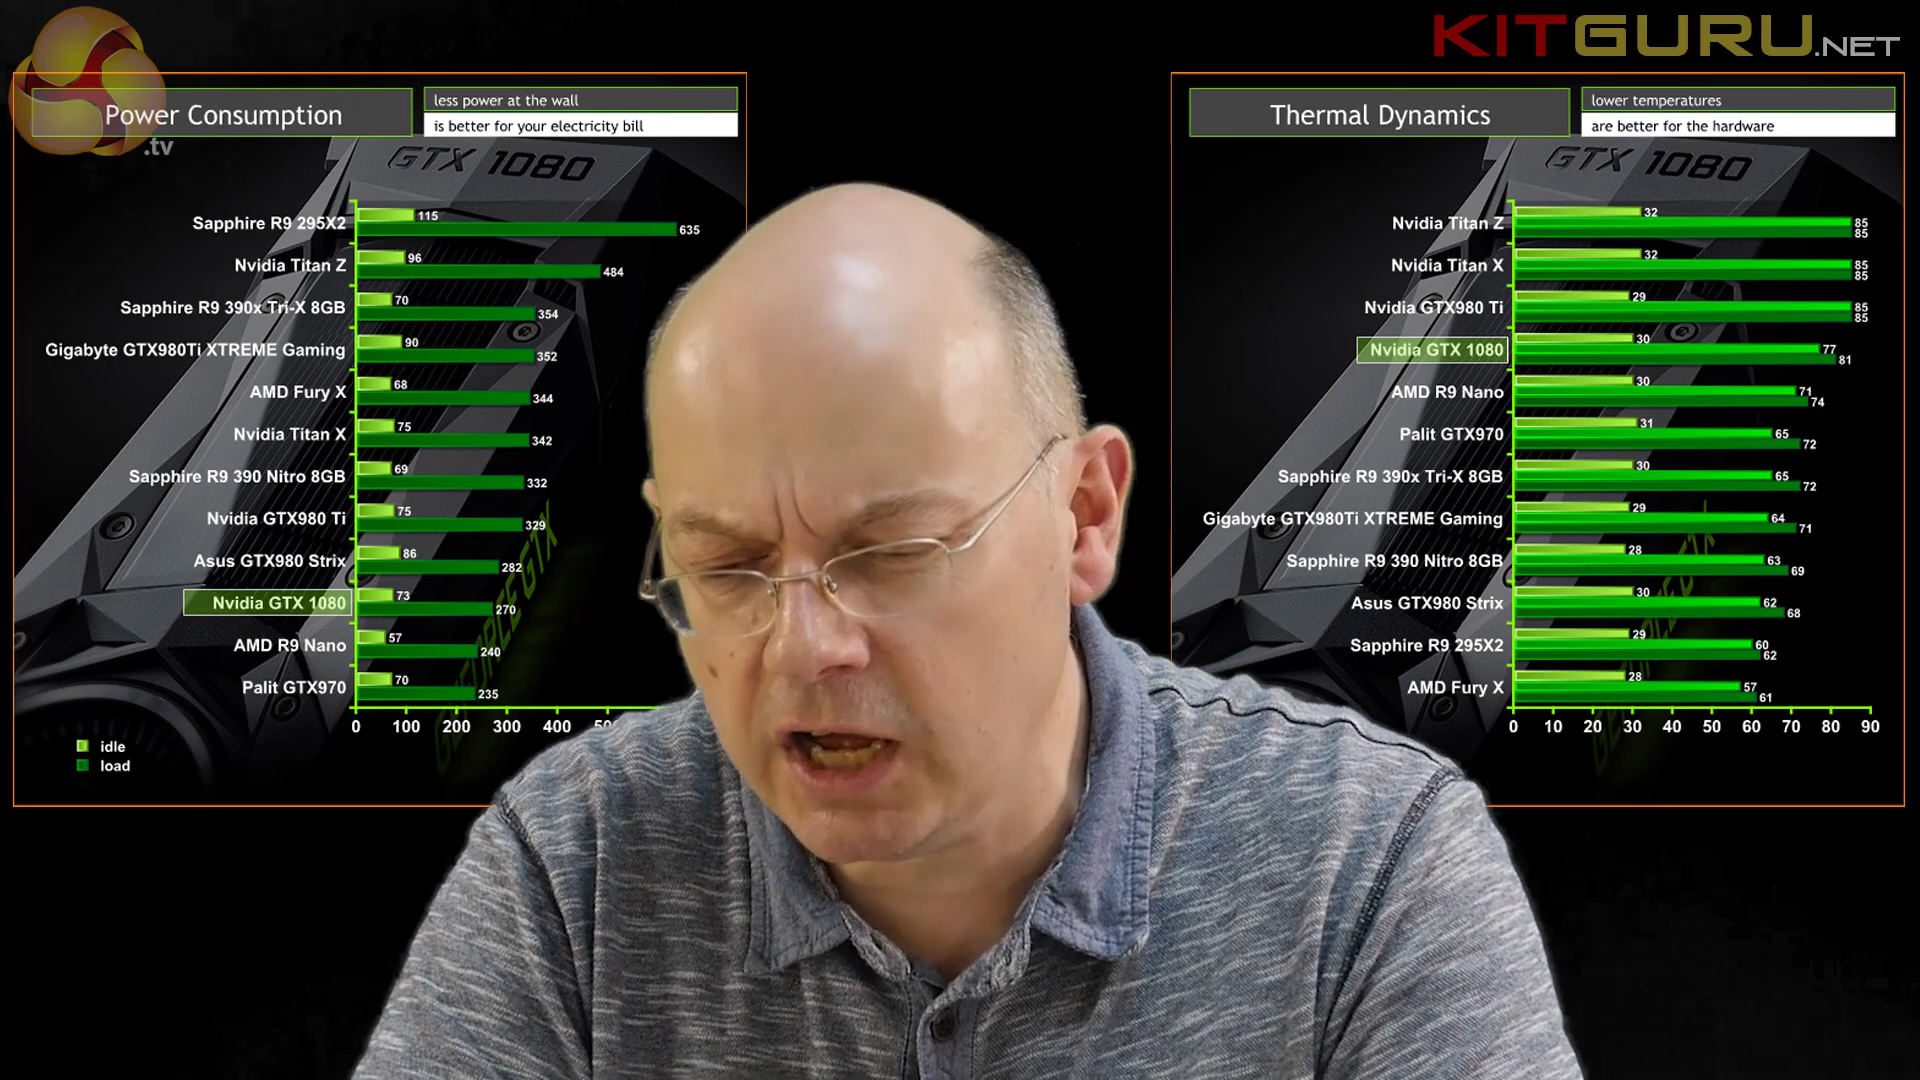 KITGURU.NET
.tv
Power Consumption
less power at the wall
is better for your electricity bill
GTX 1080
Sapphire R9 295X2 115 635
Nvidia Titan Z 96 484
Sapphire R9 390x Tri-X 8GB 70 354
Gigabyte GTX980Ti XTREME Gaming 90 352
AMD Fury X 68 344
Nvidia Titan X 75 342
Sapphire R9 390 Nitro 8GB 69 332
Nvidia GTX980 Ti 75 329
Asus GTX980 Strix 86 282
Nvidia GTX 1080 73 270
AMD R9 Nano 57 240
Palit GTX970 70 235
0 100 200 300 400
idle
load
GEFORCE GTX
Thermal Dynamics
lower temperatures
are better for the hardware
GTX 1080
Nvidia Titan Z 32 85 85
Nvidia Titan X 32 85 85
Nvidia GTX980 Ti 29 85 85
Nvidia GTX 1080 30 77 81
AMD R9 Nano 30 71 74
Palit GTX970 31 65 72
Sapphire R9 390x Tri-X 8GB 30 65 72
Gigabyte GTX980Ti XTREME Gaming 29 64 71
Sapphire R9 390 Nitro 8GB 28 63 69
Asus GTX980 Strix 30 62 68
Sapphire R9 295X2 29 60 62
AMD Fury X 28 57 61
0 10 20 30 40 50 60 70 80 90
GEFORCE GTX